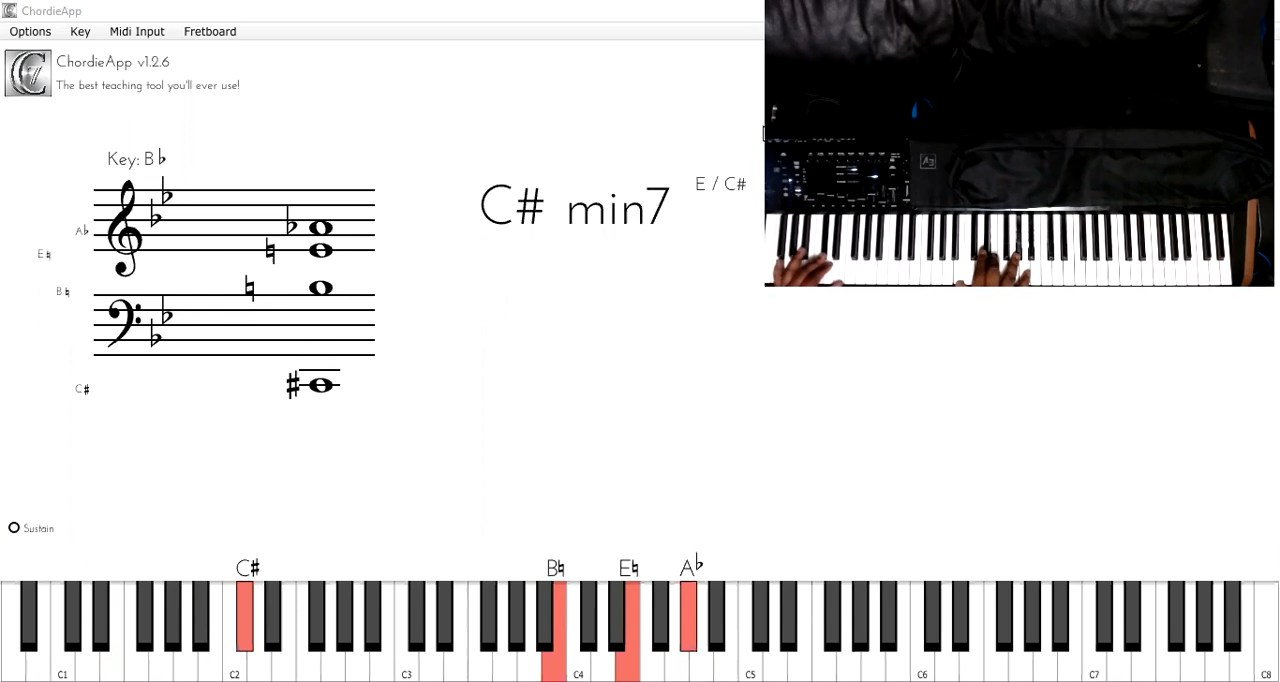 ChordieApp
Options Key Midi Input Fretboard
ChordieApp v1.2.6
The best teaching tool you'll ever use!
Key: B♭
C# min7
E / C#
A♭
E♮
B♮
C♯
Sustain
C♯ B♮ E♮ A♭
C1 C2 C3 C4 C5 C6 C7 C8